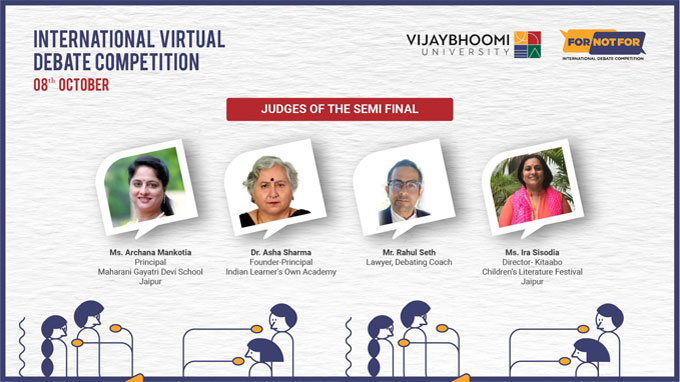 INTERNATIONAL VIRTUAL
DEBATE COMPETITION
08th OCTOBER
VIJAYBHOOMI
UNIVERSITY
FOR NOT FOR
INTERNATIONAL DEBATE COMPETITION
JUDGES OF THE SEMI FINAL
Ms. Archana Mankotia
Principal
Maharani Gayatri Devi School
Jaipur
Dr. Asha Sharma
Founder-Principal
Indian Learner's Own Academy
Mr. Rahul Seth
Lawyer, Debating Coach
Ms. Ira Sisodia
Director- Kitaabo
Children's Literature Festival
Jaipur